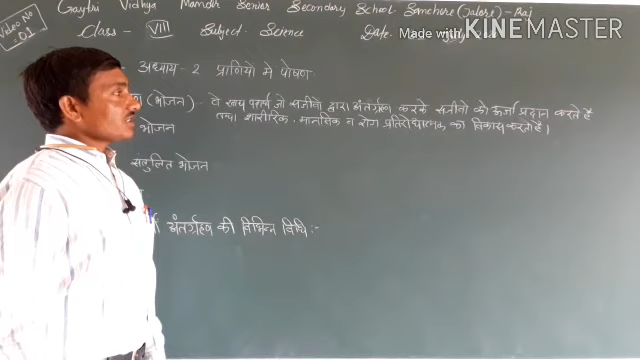 Video No
-01
Gaytri Vidhya Mandir Senior Secondary School Sanchore (Jalore) - Raj
Class - VIII Subject. Science Date.
Made with KINEMASTER
अध्याय - 2 प्राणियो मे पोषण
(भोजन) :- वे खाद्य पदार्थ जो सजीवो द्वारा अंतर्ग्रहण करके सजीवो को ऊर्जा प्रदान करते है
तथा शारीरिक, मानसिक व रोग प्रतिरोधात्मक का विकास करते है।
भोजन
सतुलित भोजन
अंतर्ग्रहण की विभिन्न विधि :-